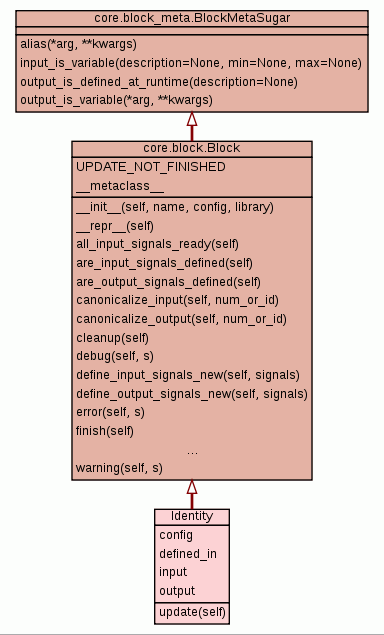 core.block_meta.BlockMetaSugar
alias(*arg, **kwargs)
input_is_variable(description=None, min=None, max=None)
output_is_defined_at_runtime(description=None)
output_is_variable(*arg, **kwargs)
core.block.Block
UPDATE_NOT_FINISHED
__metaclass__
__init__(self, name, config, library)
__repr__(self)
all_input_signals_ready(self)
are_input_signals_defined(self)
are_output_signals_defined(self)
canonicalize_input(self, num_or_id)
canonicalize_output(self, num_or_id)
cleanup(self)
debug(self, s)
define_input_signals_new(self, signals)
define_output_signals_new(self, signals)
error(self, s)
finish(self)
...
warning(self, s)
Identity
config
defined_in
input
output
update(self)